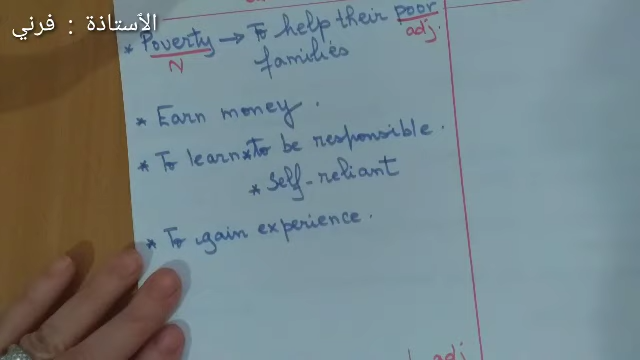 الأستاذة : فرني
* Poverty → To help their poor
N adj.
families
* Earn money.
* To learn * To be responsible.
* Self-reliant
* To gain experience.
adj